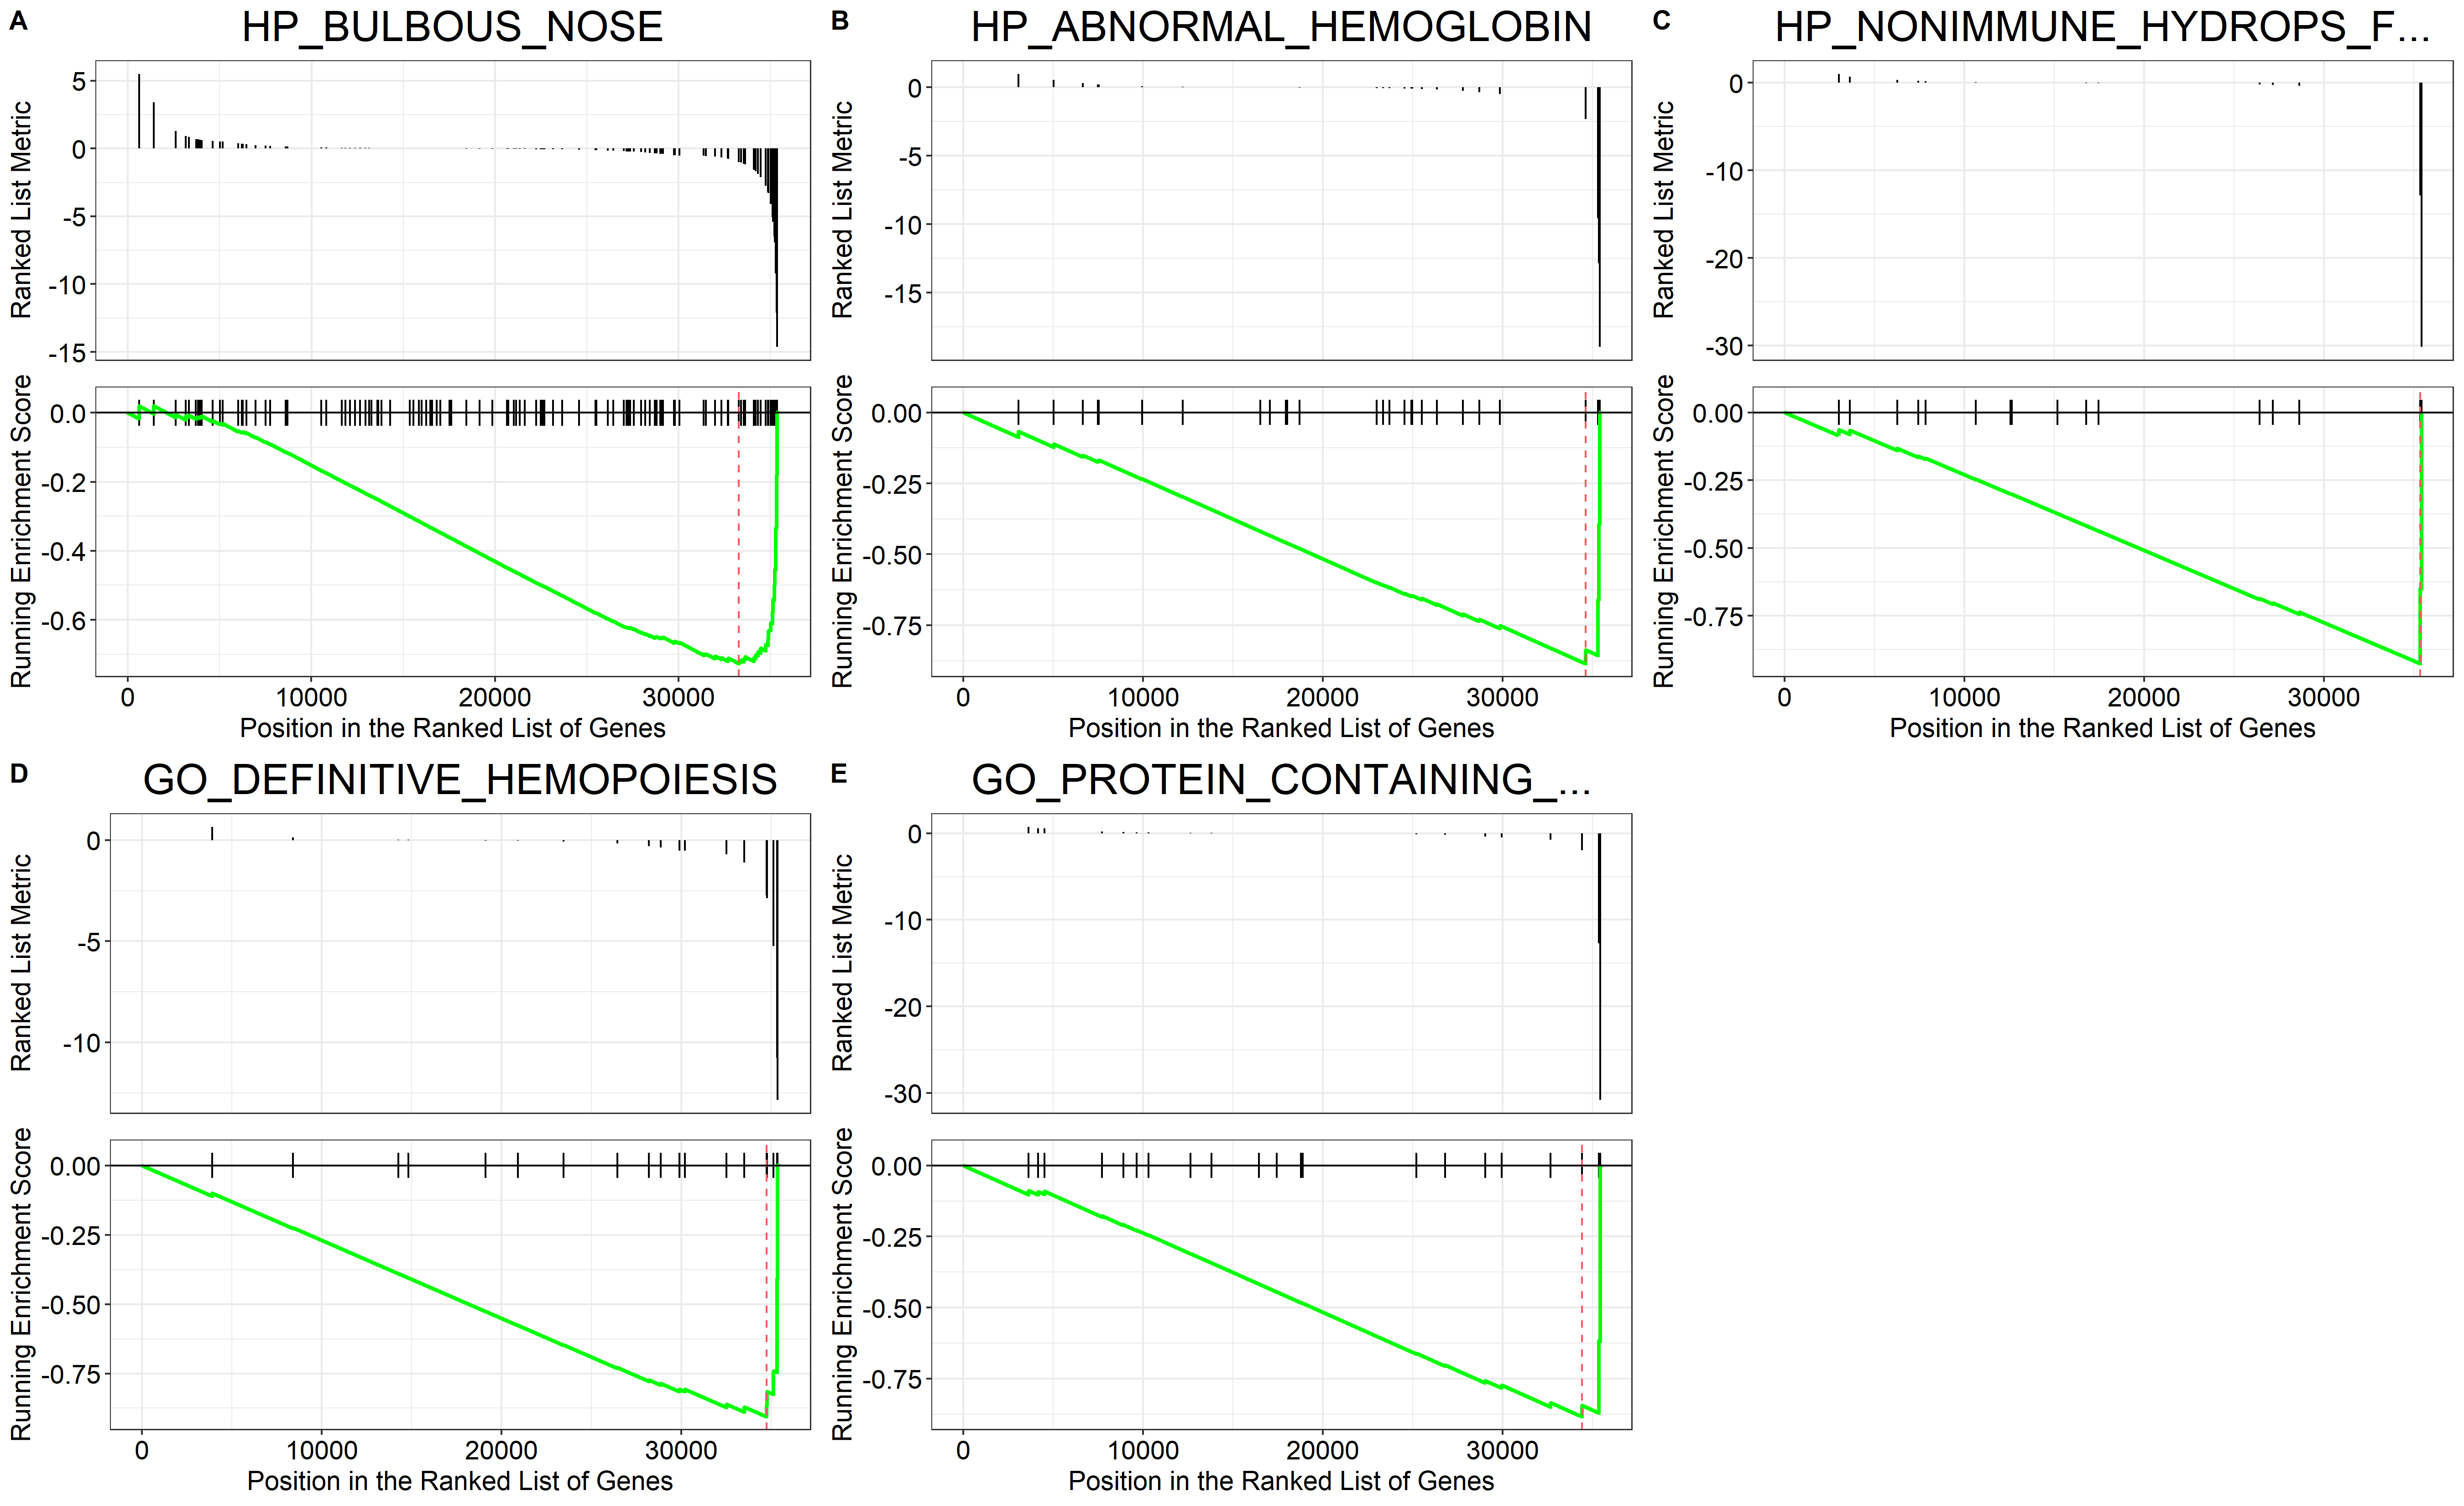 A
HP_BULBOUS_NOSE
Ranked List Metric
5
0
-5
-10
-15
Running Enrichment Score
0.0
-0.2
-0.4
-0.6
0 10000 20000 30000
Position in the Ranked List of Genes
B
HP_ABNORMAL_HEMOGLOBIN
Ranked List Metric
0
-5
-10
-15
Running Enrichment Score
0.00
-0.25
-0.50
-0.75
0 10000 20000 30000
Position in the Ranked List of Genes
C
HP_NONIMMUNE_HYDROPS_F...
Ranked List Metric
0
-10
-20
-30
Running Enrichment Score
0.00
-0.25
-0.50
-0.75
0 10000 20000 30000
Position in the Ranked List of Genes
D
GO_DEFINITIVE_HEMOPOIESIS
Ranked List Metric
0
-5
-10
Running Enrichment Score
0.00
-0.25
-0.50
-0.75
0 10000 20000 30000
Position in the Ranked List of Genes
E
GO_PROTEIN_CONTAINING_...
Ranked List Metric
0
-10
-20
-30
Running Enrichment Score
0.00
-0.25
-0.50
-0.75
0 10000 20000 30000
Position in the Ranked List of Genes